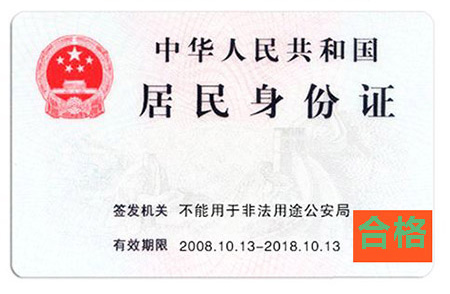 中华人民共和国
居民身份证
签发机关 不能用于非法用途公安局
有效期限 2008.10.13-2018.10.13
合格